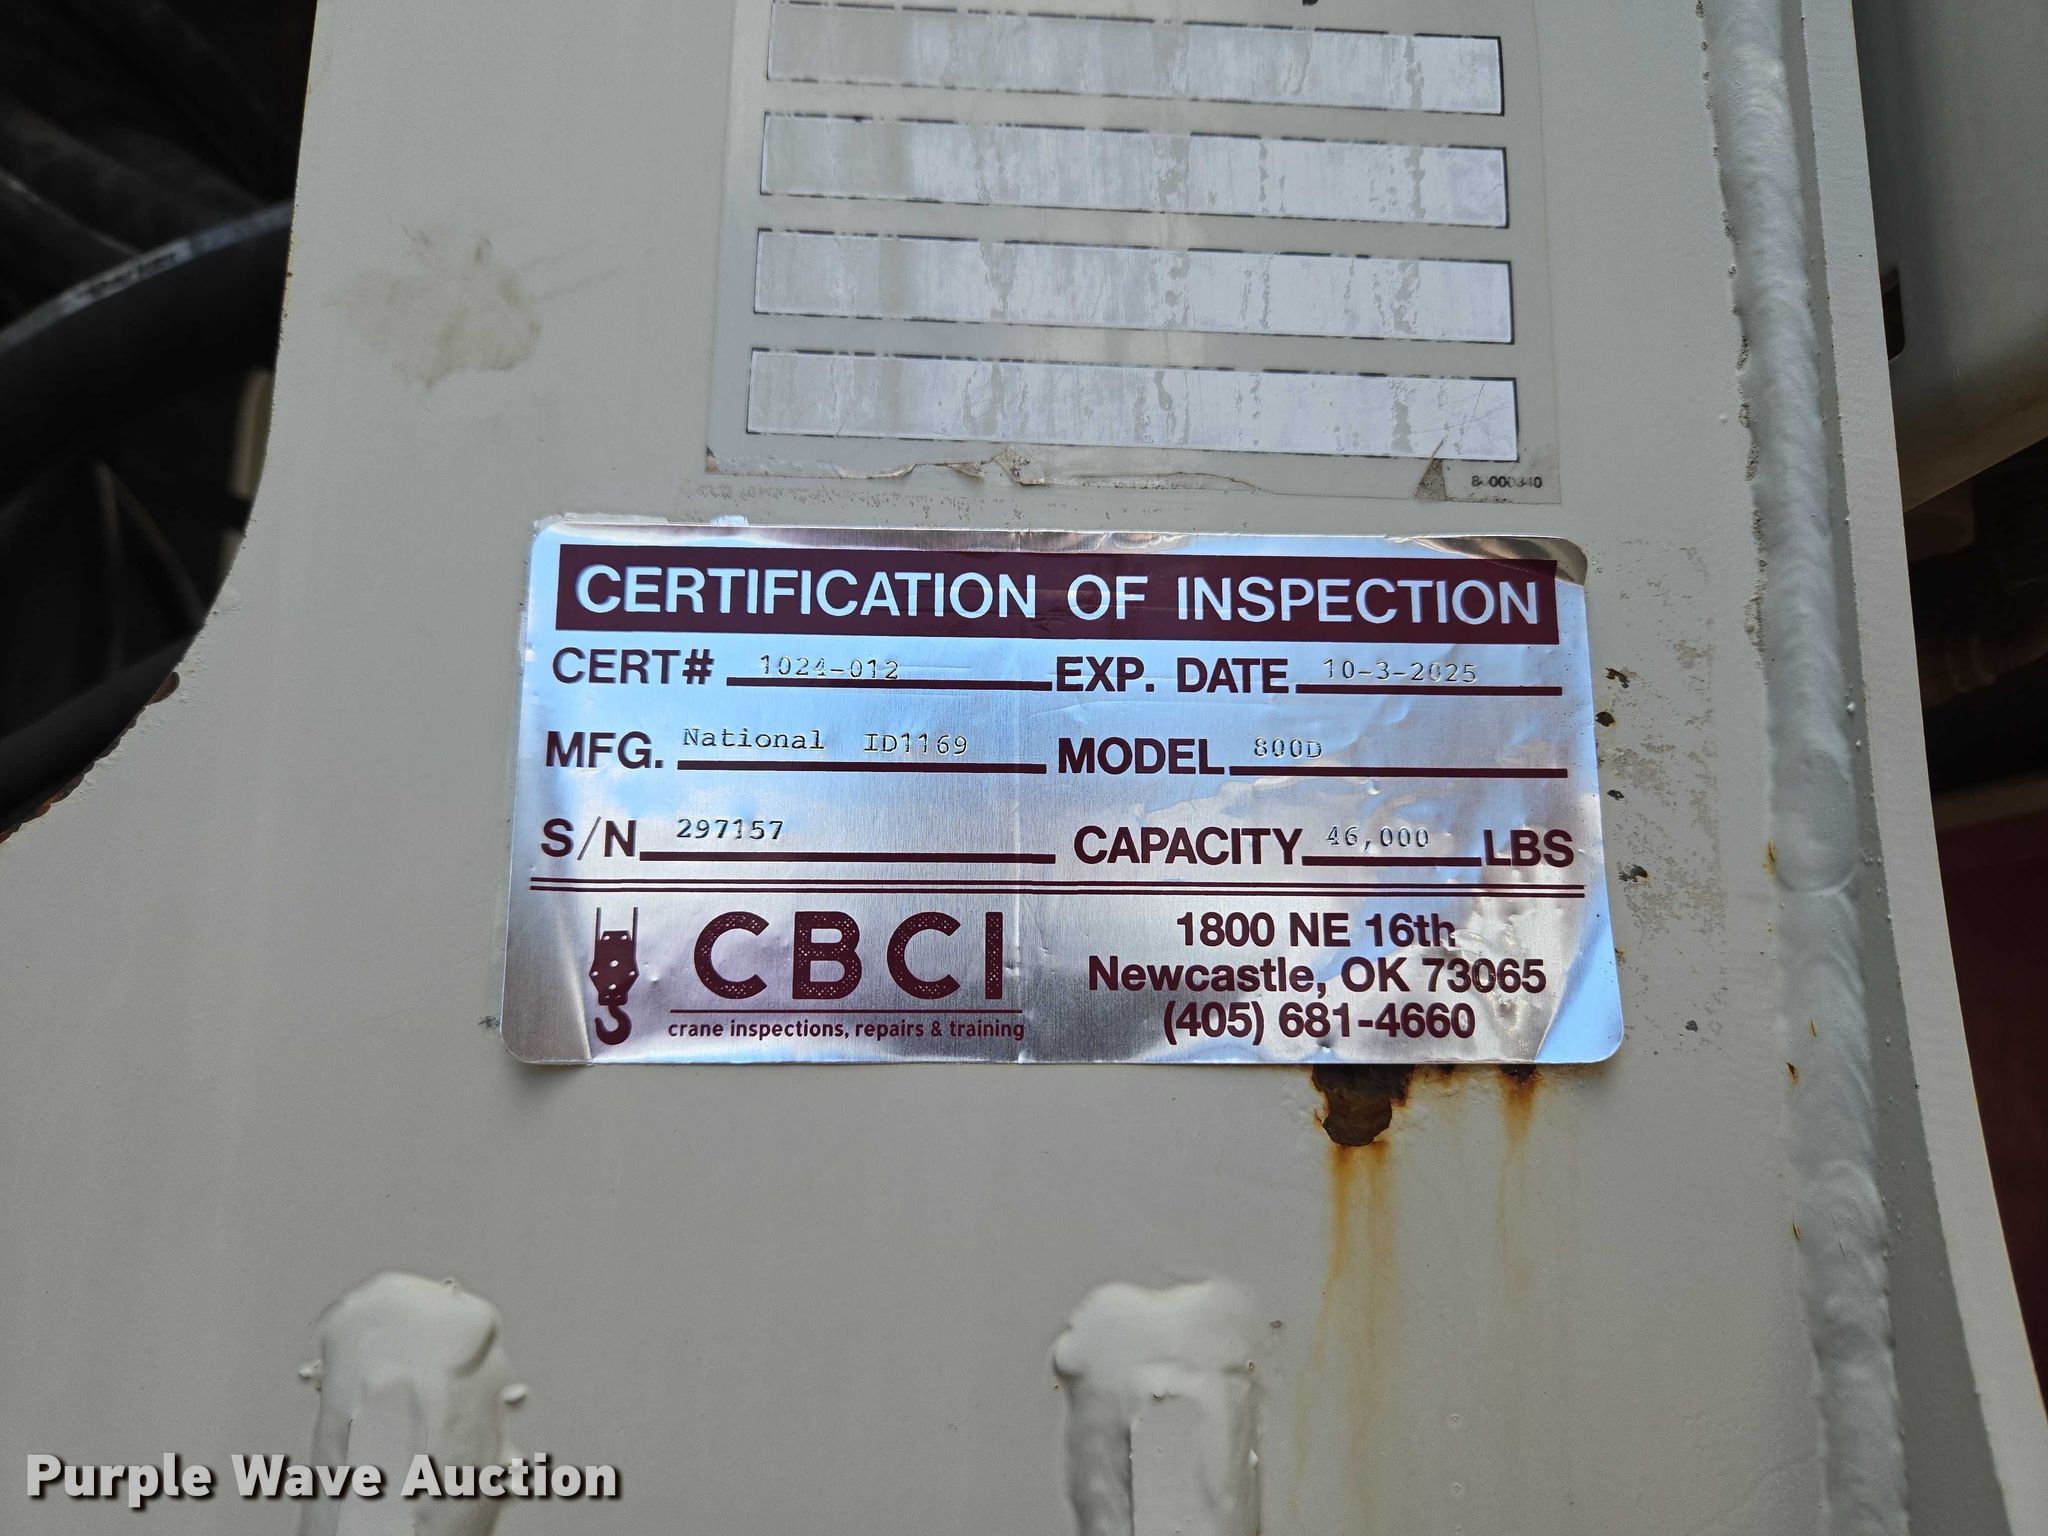 CERTIFICATION OF INSPECTION
CERT# 1024-012 EXP. DATE 10-3-2025
MFG. National ID1169 MODEL 800D
S/N 297157 CAPACITY 46,000 LBS
CBCI
crane inspections, repairs & training
1800 NE 16th
Newcastle, OK 73065
(405) 681-4660
Purple Wave Auction